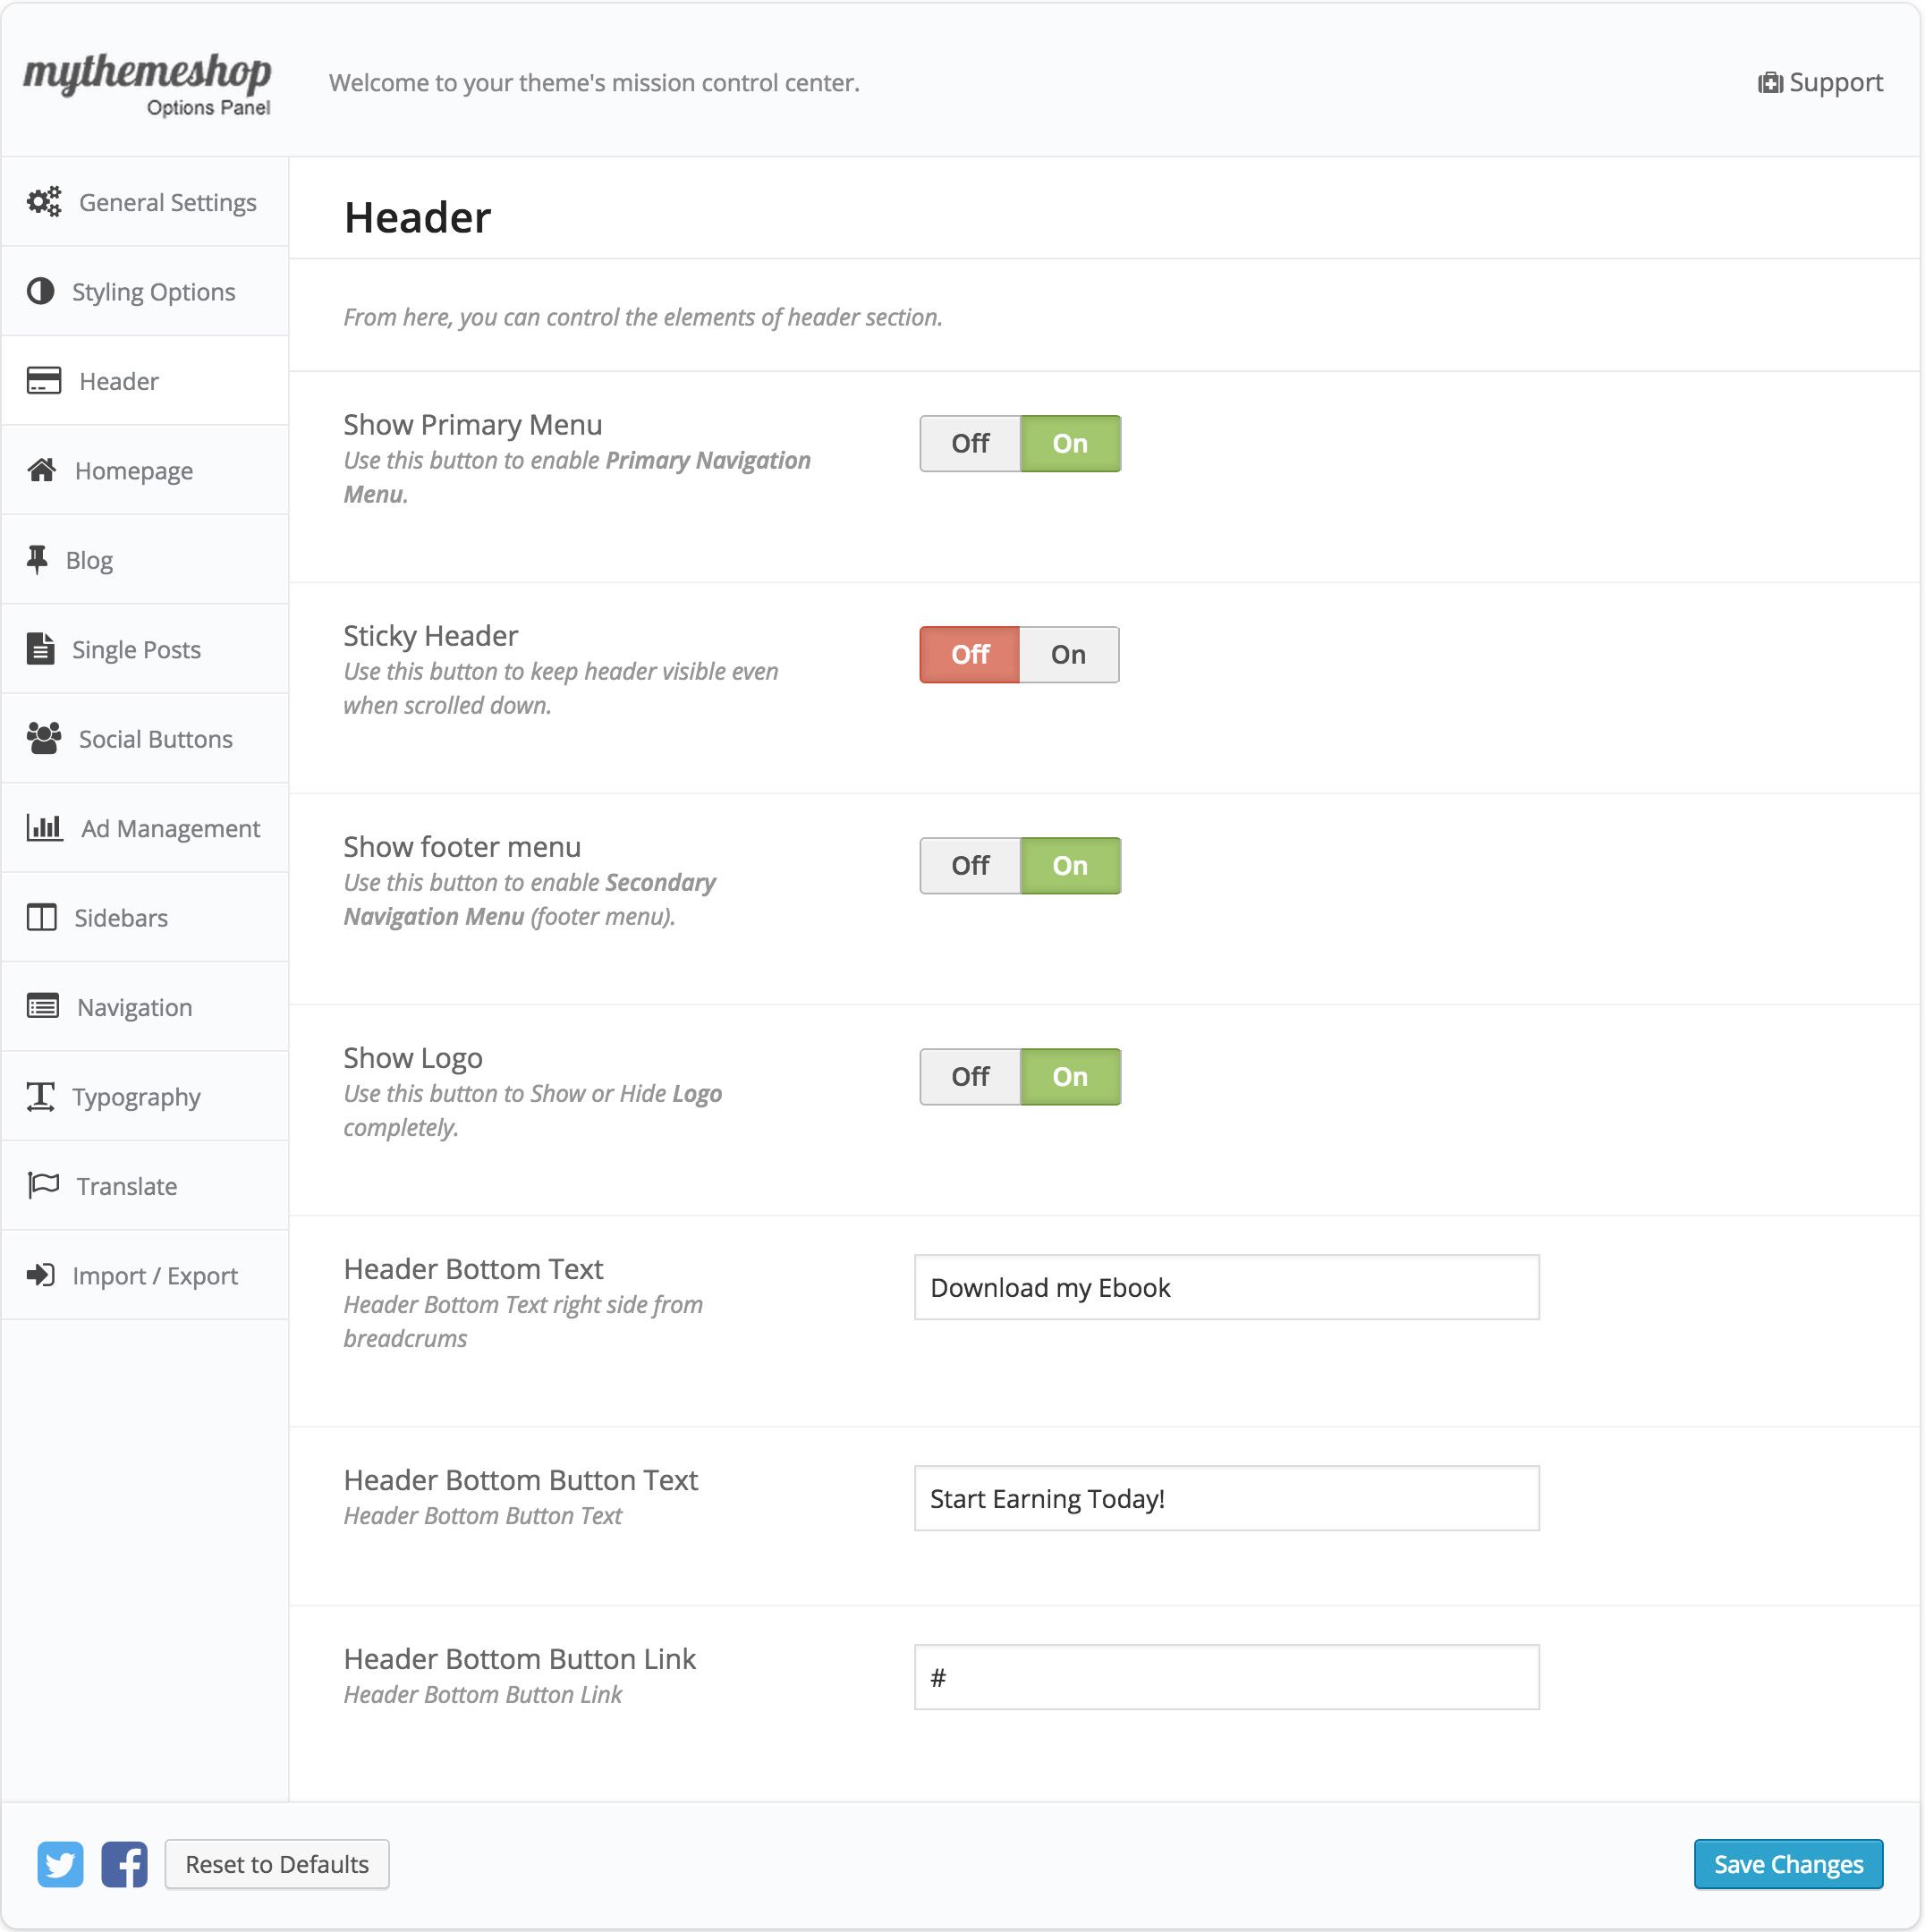 mythemeshop
Options Panel
Welcome to your theme's mission control center.
Support
General Settings
Styling Options
Header
Homepage
Blog
Single Posts
Social Buttons
Ad Management
Sidebars
Navigation
Typography
Translate
Import / Export
Header
From here, you can control the elements of header section.
Show Primary Menu
Use this button to enable Primary Navigation
Menu.
Off On
Sticky Header
Use this button to keep header visible even
when scrolled down.
Off On
Show footer menu
Use this button to enable Secondary
Navigation Menu (footer menu).
Off On
Show Logo
Use this button to Show or Hide Logo
completely.
Off On
Header Bottom Text
Header Bottom Text right side from
breadcrums
Download my Ebook
Header Bottom Button Text
Header Bottom Button Text
Start Earning Today!
Header Bottom Button Link
Header Bottom Button Link
#
Reset to Defaults
Save Changes